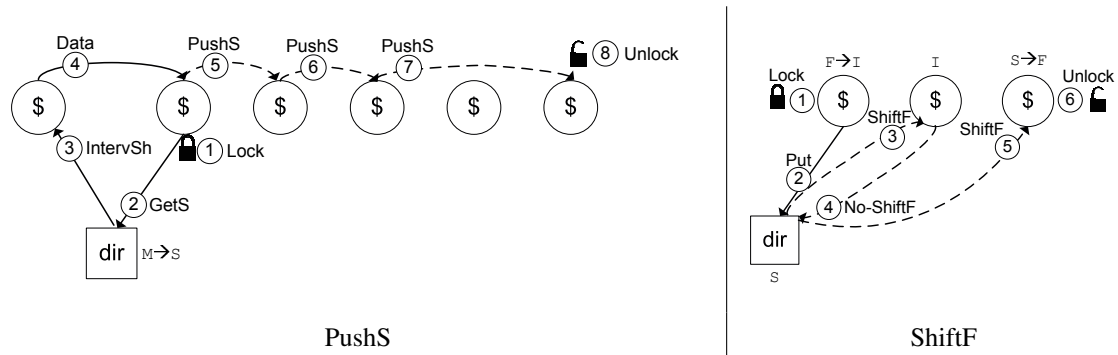 Data
4
PushS
5
PushS
6
PushS
7
8 Unlock
$ $ $ $ $ $
3 IntervSh
1 Lock
2 GetS
dir M→S
PushS
Lock
1
F→I
I
S→F
Unlock
6
$ $ $
ShiftF
3
ShiftF
5
Put
2
4 No-ShiftF
dir
S
ShiftF